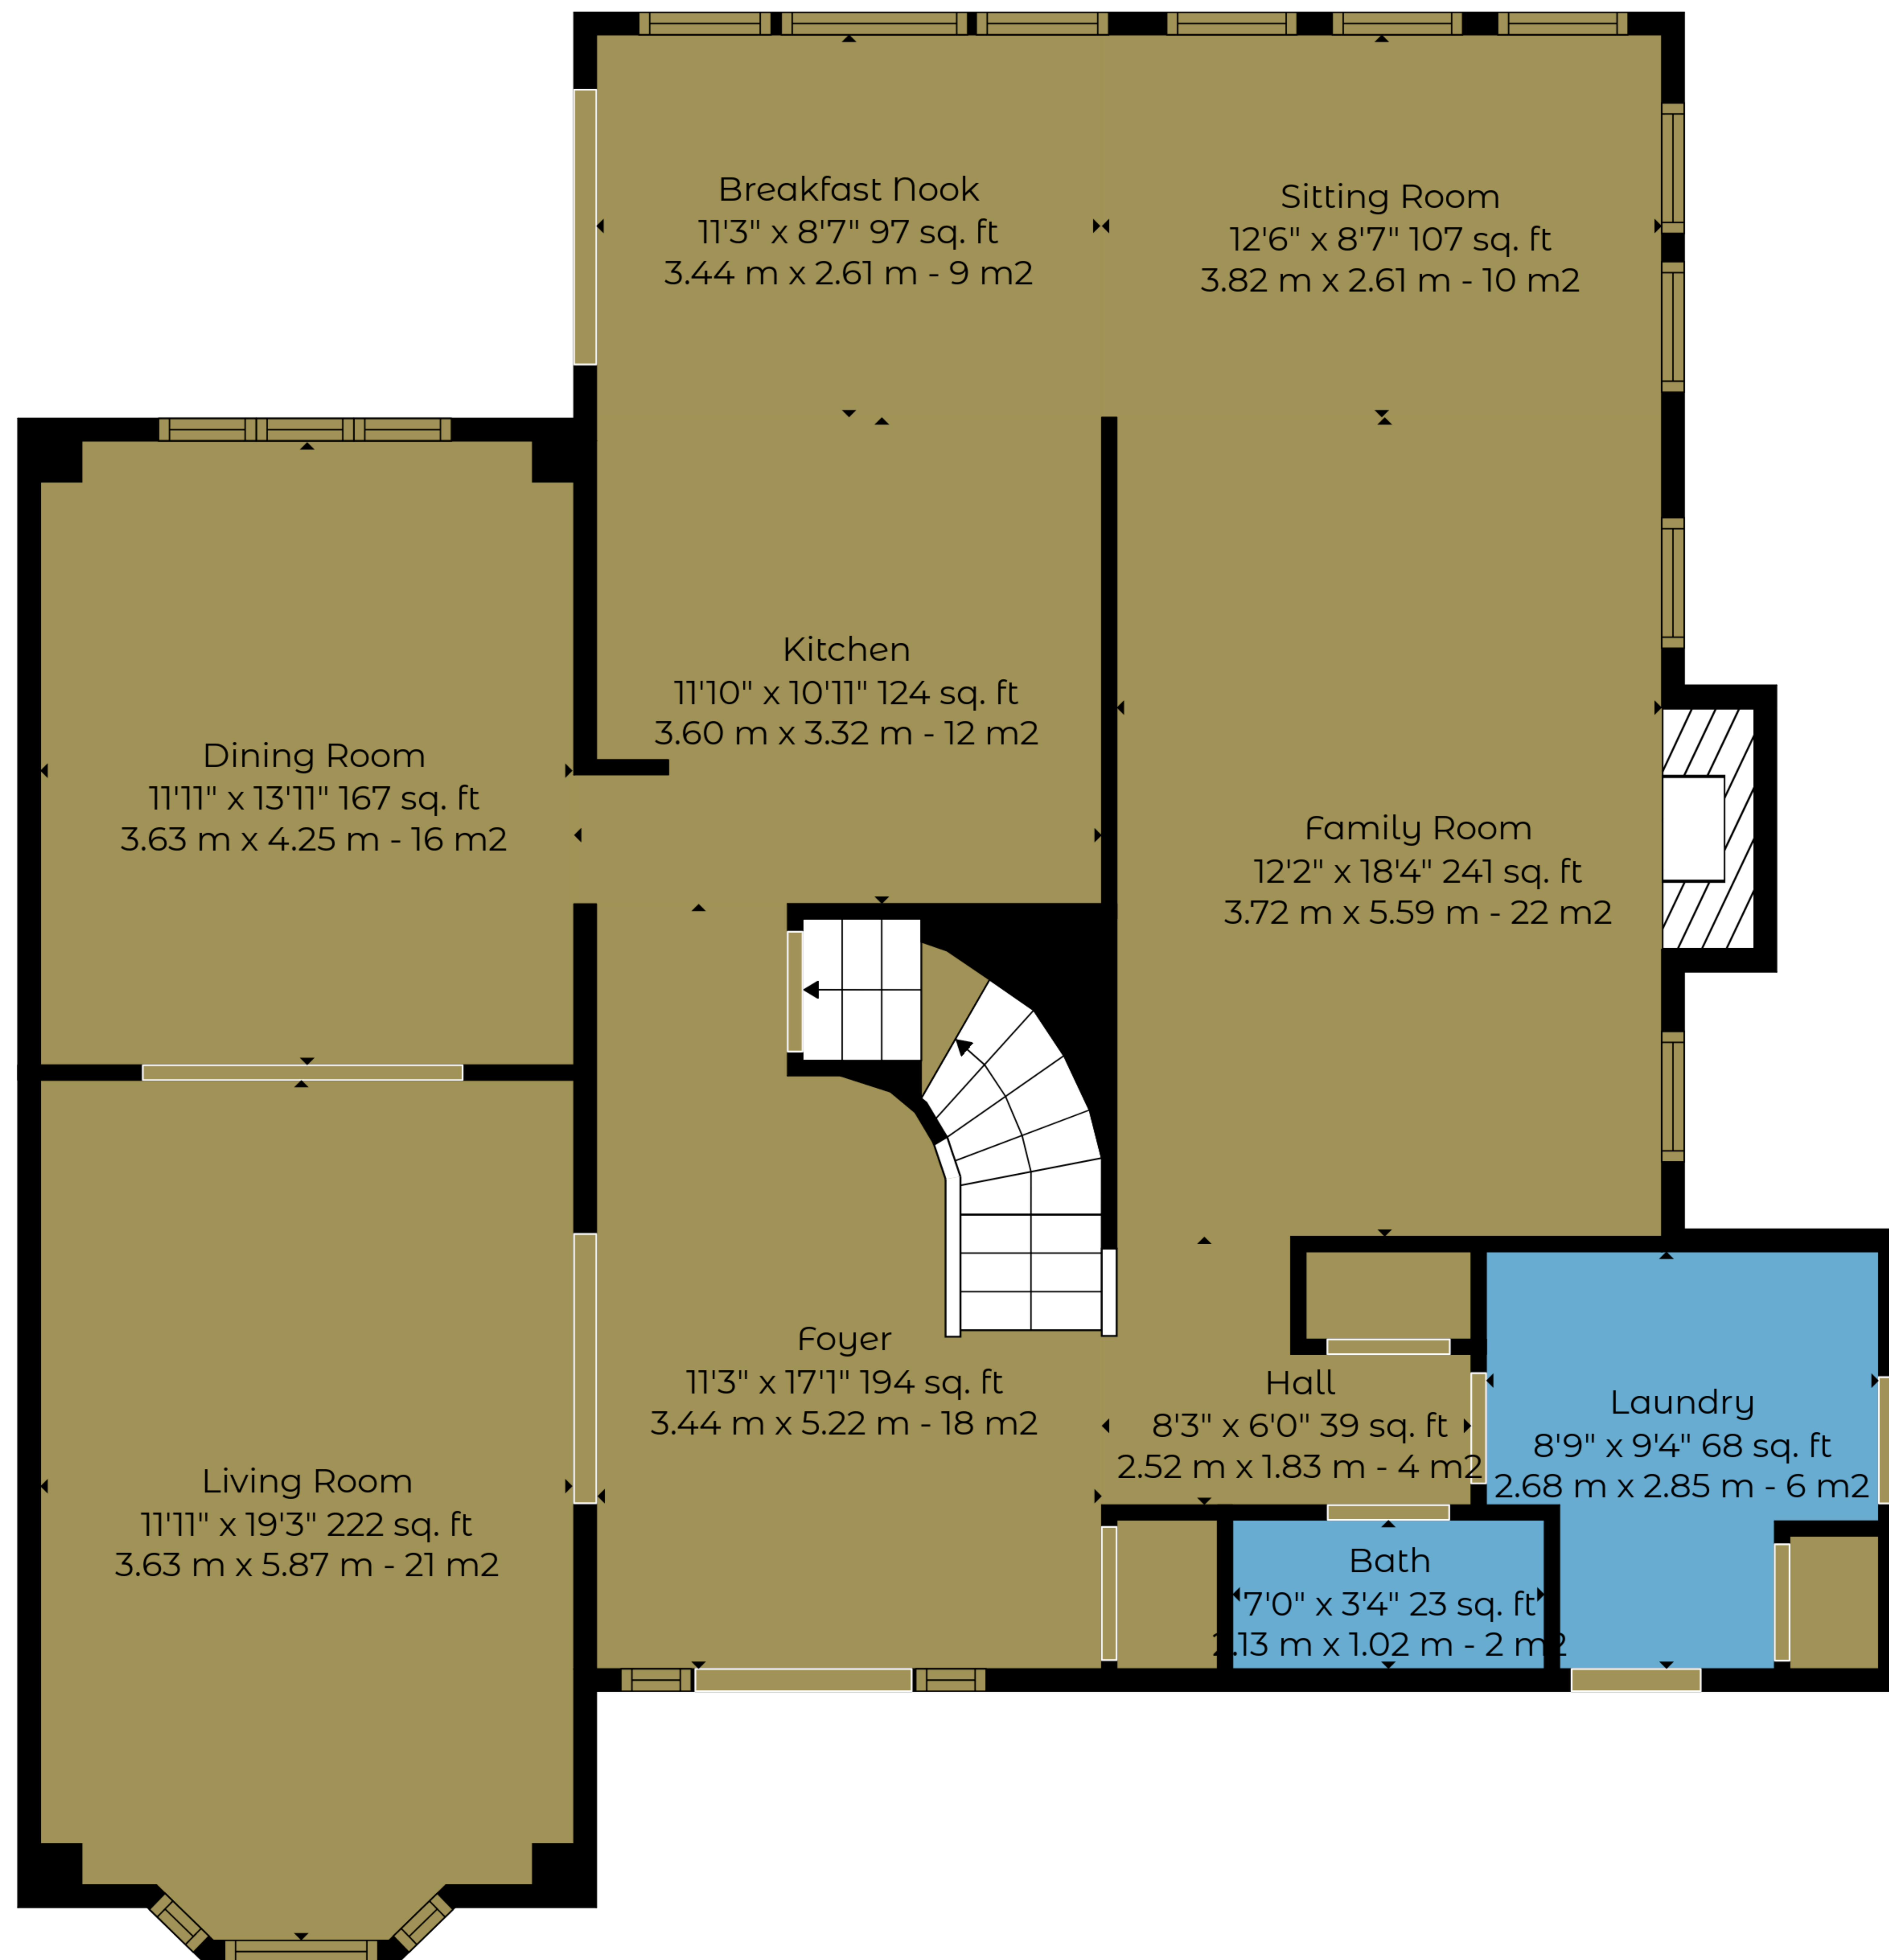 Breakfast Nook
11'3" x 8'7" 97 sq. ft
3.44 m x 2.61 m - 9 m2
Sitting Room
12'6" x 8'7" 107 sq. ft
3.82 m x 2.61 m - 10 m2
Kitchen
11'10" x 10'11" 124 sq. ft
3.60 m x 3.32 m - 12 m2
Dining Room
11'11" x 13'11" 167 sq. ft
3.63 m x 4.25 m - 16 m2
Family Room
12'2" x 18'4" 241 sq. ft
3.72 m x 5.59 m - 22 m2
Foyer
11'3" x 17'1" 194 sq. ft
3.44 m x 5.22 m - 18 m2
Hall
8'3" x 6'0" 39 sq. ft
2.52 m x 1.83 m - 4 m2
Laundry
8'9" x 9'4" 68 sq. ft
2.68 m x 2.85 m - 6 m2
Living Room
11'11" x 19'3" 222 sq. ft
3.63 m x 5.87 m - 21 m2
Bath
7'0" x 3'4" 23 sq. ft
2.13 m x 1.02 m - 2 m2